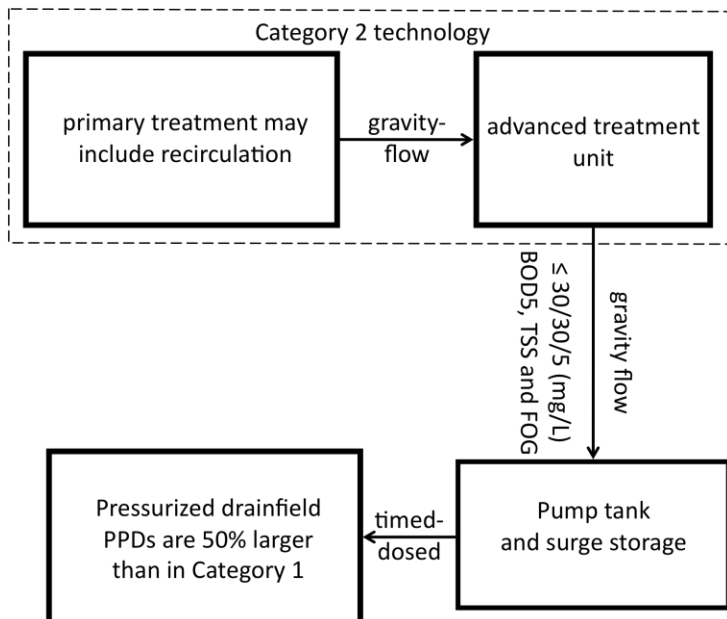 Category 2 technology
primary treatment may
include recirculation
gravity-
flow
advanced treatment
unit
≤ 30/30/5 (mg/L)
BOD5, TSS and FOG
gravity flow
Pressurized drainfield
PPDs are 50% larger
than in Category 1
timed-
dosed
Pump tank
and surge storage